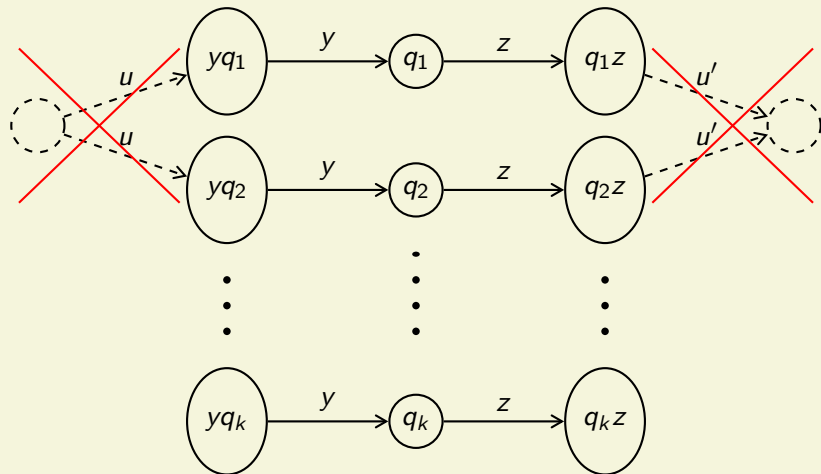 y z
yq₁ q₁ q₁z
u u′
u u′
y z
yq₂ q₂ q₂z
y z
yqₖ qₖ qₖz